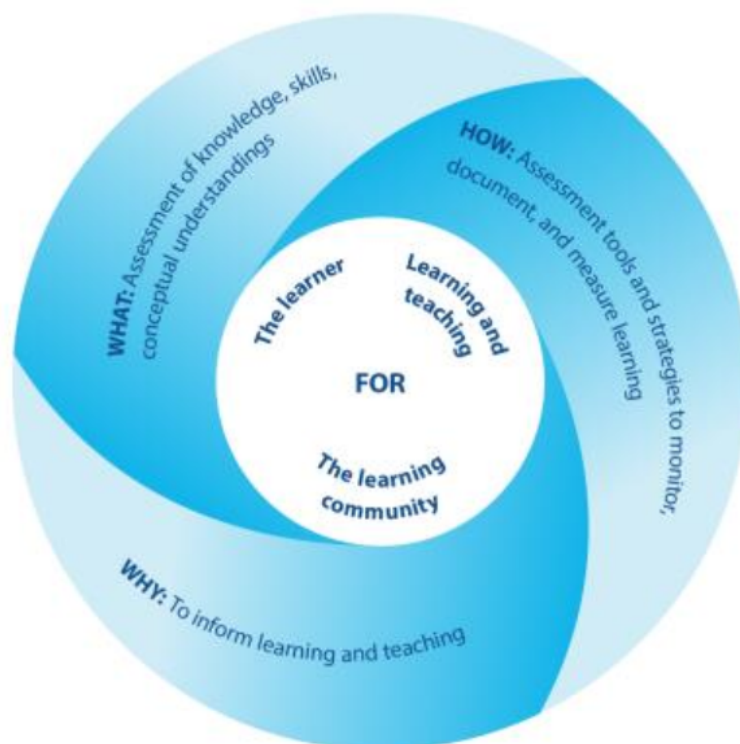 WHAT: Assessment of knowledge, skills,
conceptual understandings
HOW: Assessment tools and strategies to monitor,
document, and measure learning
The learner
Learning and
teaching
FOR
The learning
community
WHY: To inform learning and teaching